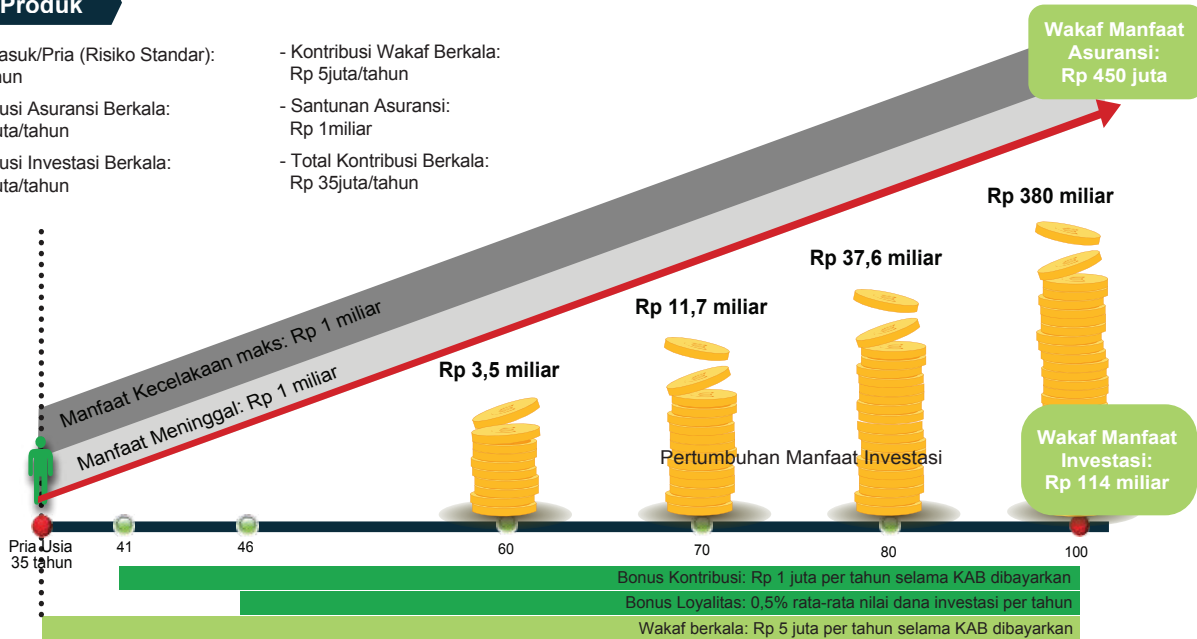 Produk
asuk/Pria (Risiko Standar):
hun
usi Asuransi Berkala:
uta/tahun
usi Investasi Berkala:
uta/tahun
- Kontribusi Wakaf Berkala:
Rp 5juta/tahun
- Santunan Asuransi:
Rp 1miliar
- Total Kontribusi Berkala:
Rp 35juta/tahun
Wakaf Manfaat
Asuransi:
Rp 450 juta
Manfaat Kecelakaan maks: Rp 1 miliar
Manfaat Meninggal: Rp 1 miliar
Rp 3,5 miliar
Rp 11,7 miliar
Rp 37,6 miliar
Rp 380 miliar
Pertumbuhan Manfaat Investasi
Wakaf Manfaat
Investasi:
Rp 114 miliar
Pria Usia
35 tahun
41
46
60
70
80
100
Bonus Kontribusi: Rp 1 juta per tahun selama KAB dibayarkan
Bonus Loyalitas: 0,5% rata-rata nilai dana investasi per tahun
Wakaf berkala: Rp 5 juta per tahun selama KAB dibayarkan